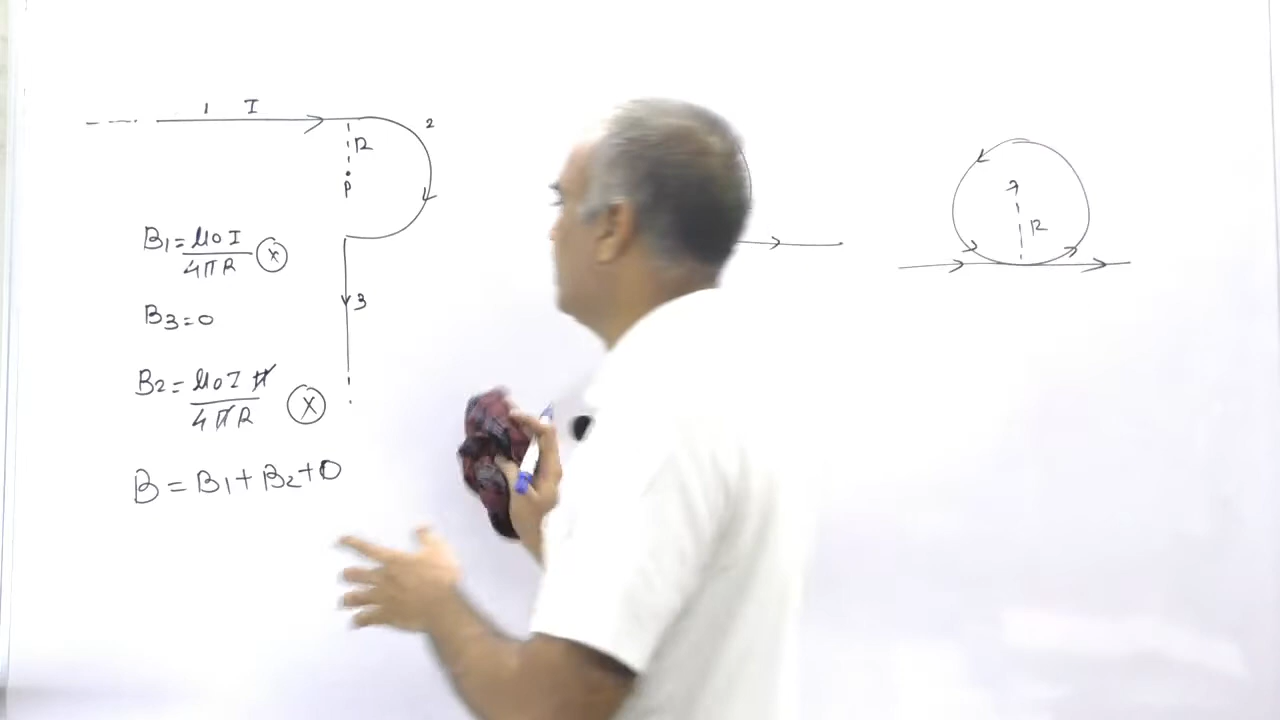 1 I
2
R
P
B1 = μ0 I / 4πR ⓧ
3
B3 = 0
B2 = μ0 I π / 4πR ⓧ
B = B1 + B2 + 0
R